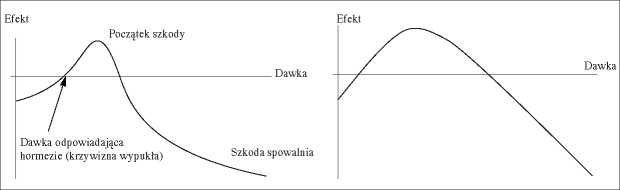 Efekt
Początek szkody
Dawka
Dawka odpowiadająca
hormezie (krzywizna wypukła)
Szkoda spowalnia
Efekt
Dawka